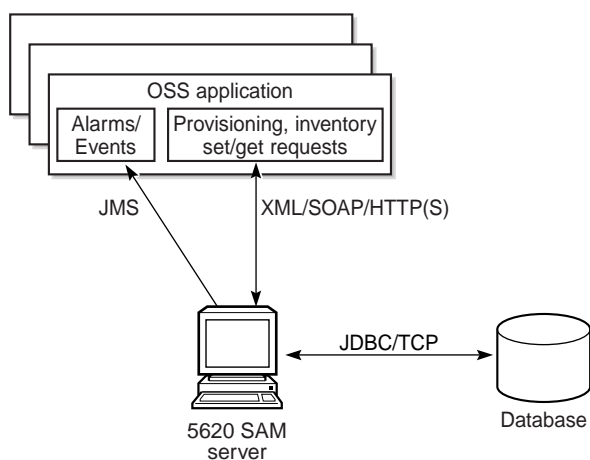 OSS application
Alarms/
Events
Provisioning, inventory
set/get requests
JMS
XML/SOAP/HTTP(S)
JDBC/TCP
5620 SAM
server
Database